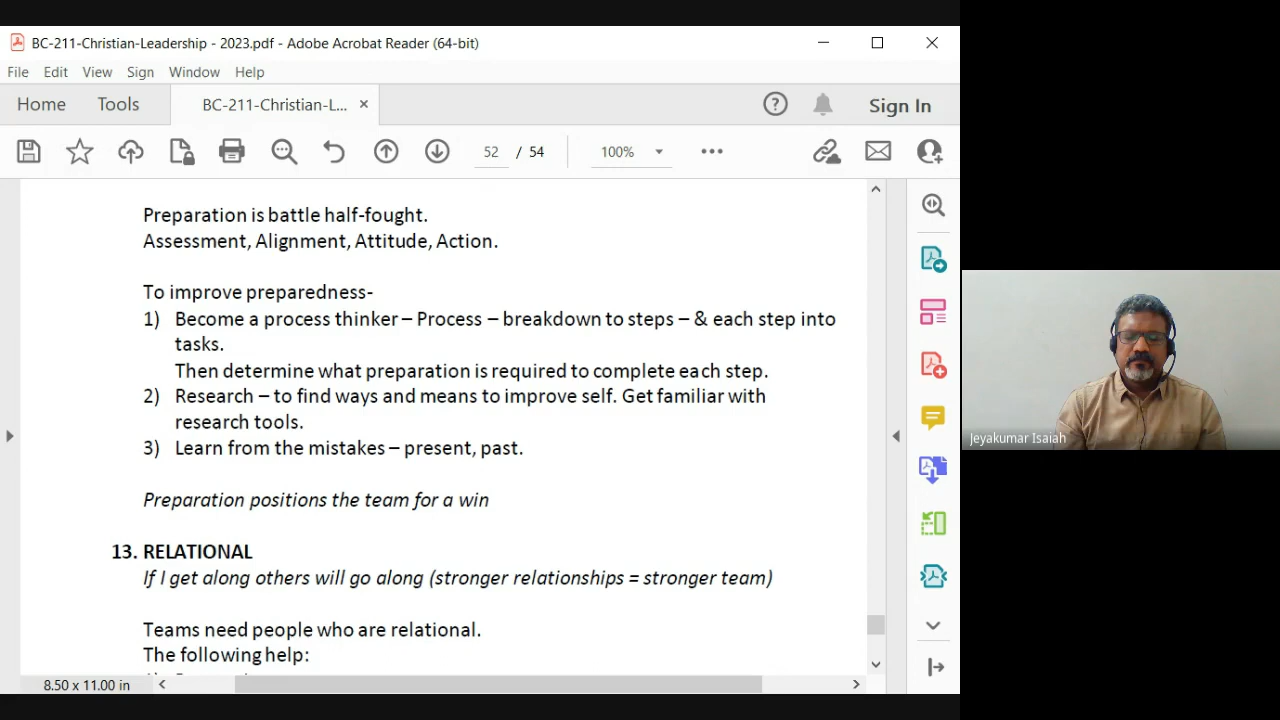 BC-211-Christian-Leadership - 2023.pdf - Adobe Acrobat Reader (64-bit)
File Edit View Sign Window Help
Home Tools BC-211-Christian-L... × Sign In
52 / 54 100%
Preparation is battle half-fought.
Assessment, Alignment, Attitude, Action.
To improve preparedness-
1) Become a process thinker – Process – breakdown to steps – & each step into
tasks.
Then determine what preparation is required to complete each step.
2) Research – to find ways and means to improve self. Get familiar with
research tools.
3) Learn from the mistakes – present, past.
Preparation positions the team for a win
13. RELATIONAL
If I get along others will go along (stronger relationships = stronger team)
Teams need people who are relational.
The following help:
8.50 x 11.00 in
Jeyakumar Isaiah